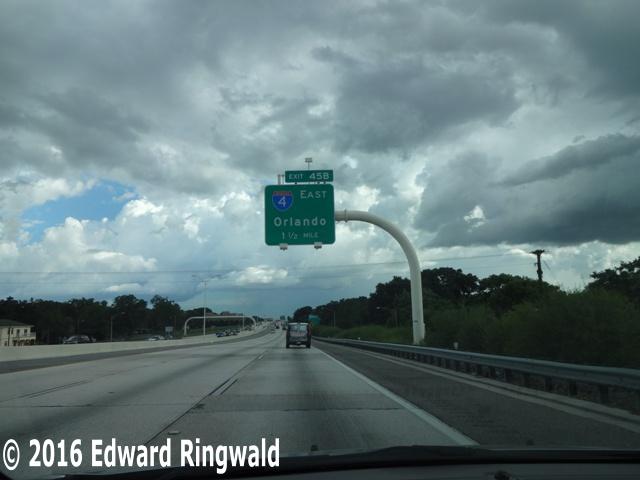 EXIT 45B
4 EAST
Orlando
1 1/2 MILE
© 2016 Edward Ringwald